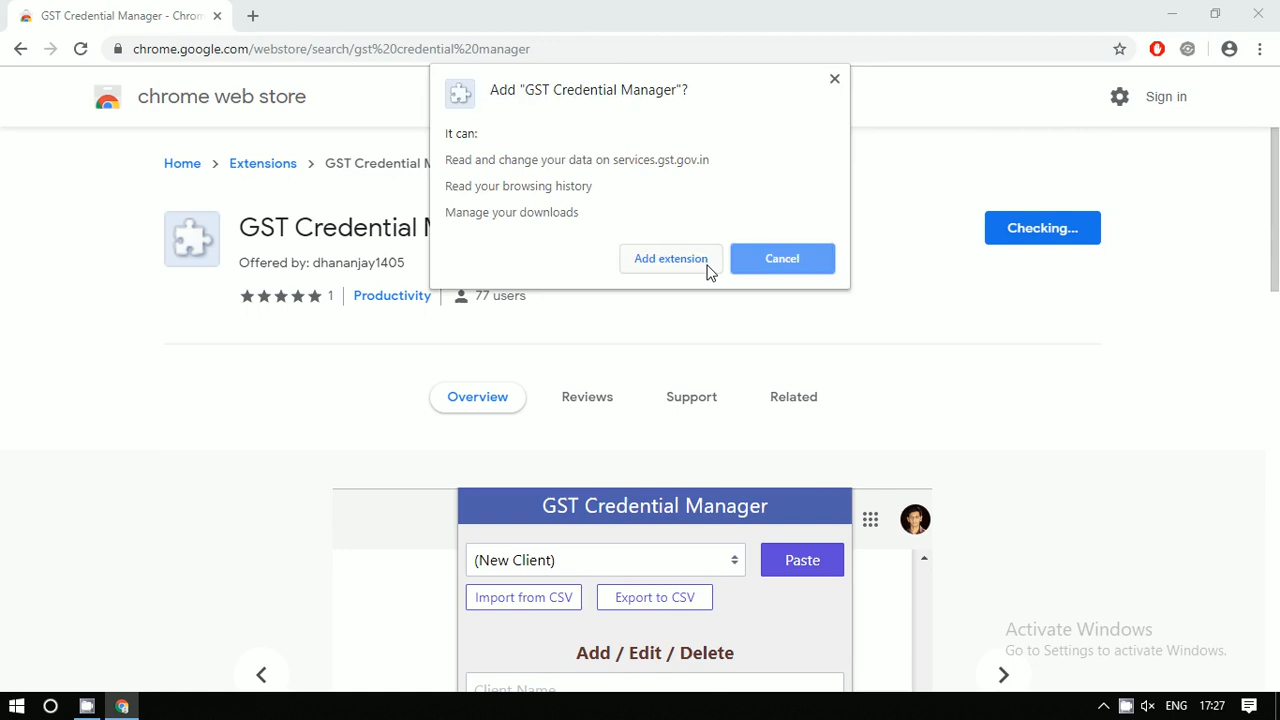 GST Credential Manager - Chrom
chrome.google.com/webstore/search/gst%20credential%20manager
chrome web store
Sign in
Add "GST Credential Manager"?
It can:
Read and change your data on services.gst.gov.in
Read your browsing history
Manage your downloads
Add extension
Cancel
Home > Extensions > GST Credential M
GST Credential M
Checking...
Offered by: dhananjay1405
1
Productivity
77 users
Overview
Reviews
Support
Related
GST Credential Manager
(New Client)
Paste
Import from CSV
Export to CSV
Add / Edit / Delete
Client Name
Activate Windows
Go to Settings to activate Windows.
ENG
17:27